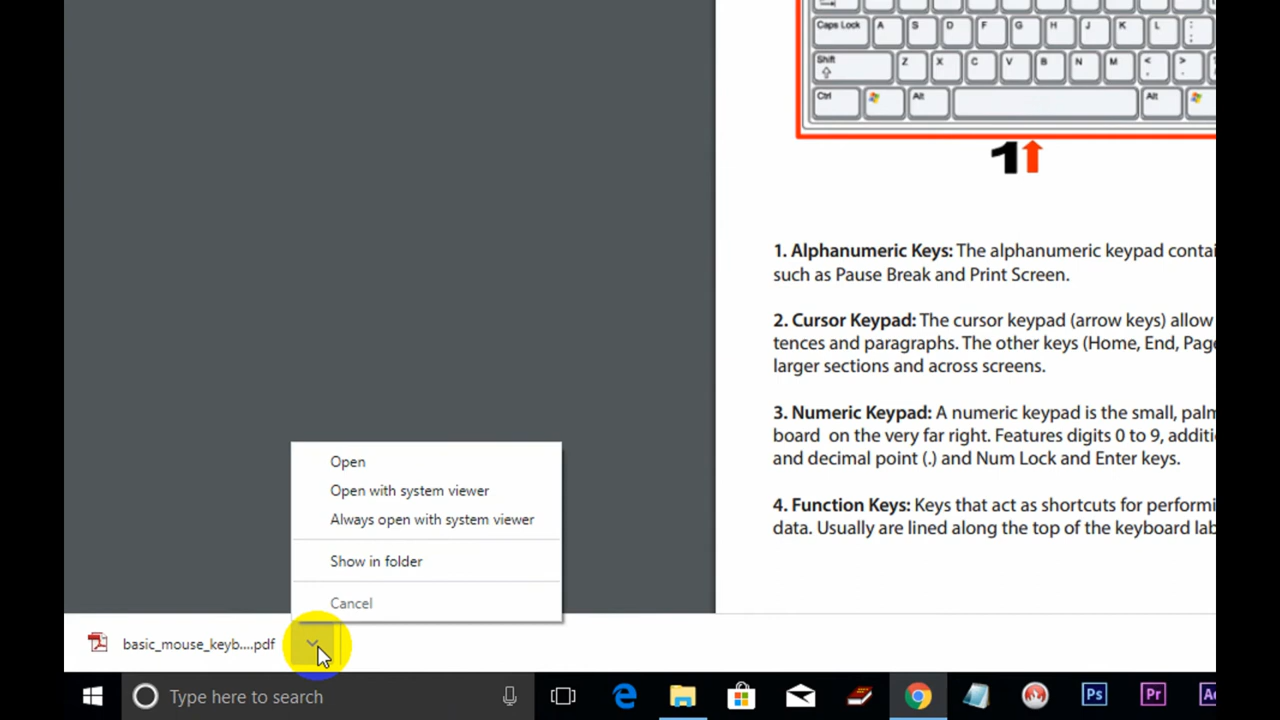 Caps Lock A S D F G H J K L : ;
Shift Z X C V B N M < , > .
Ctrl Alt Alt
1
1. Alphanumeric Keys: The alphanumeric keypad contai
such as Pause Break and Print Screen.
2. Cursor Keypad: The cursor keypad (arrow keys) allow
tences and paragraphs. The other keys (Home, End, Page
larger sections and across screens.
3. Numeric Keypad: A numeric keypad is the small, palm
board on the very far right. Features digits 0 to 9, additi
and decimal point (.) and Num Lock and Enter keys.
4. Function Keys: Keys that act as shortcuts for performi
data. Usually are lined along the top of the keyboard lab
Open
Open with system viewer
Always open with system viewer
Show in folder
Cancel
basic_mouse_keyb....pdf
Type here to search
Ps Pr Ae